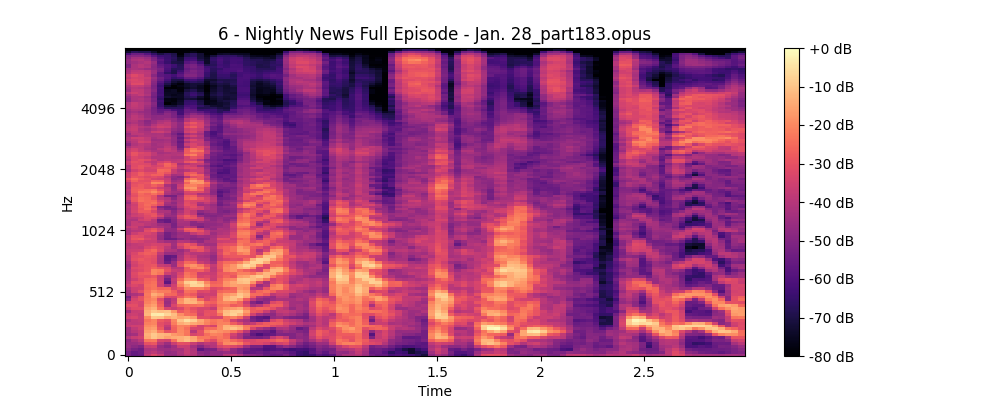 6 - Nightly News Full Episode - Jan. 28_part183.opus
Hz
4096
2048
1024
512
0
0
0.5
1
1.5
2
2.5
Time
+0 dB
-10 dB
-20 dB
-30 dB
-40 dB
-50 dB
-60 dB
-70 dB
-80 dB